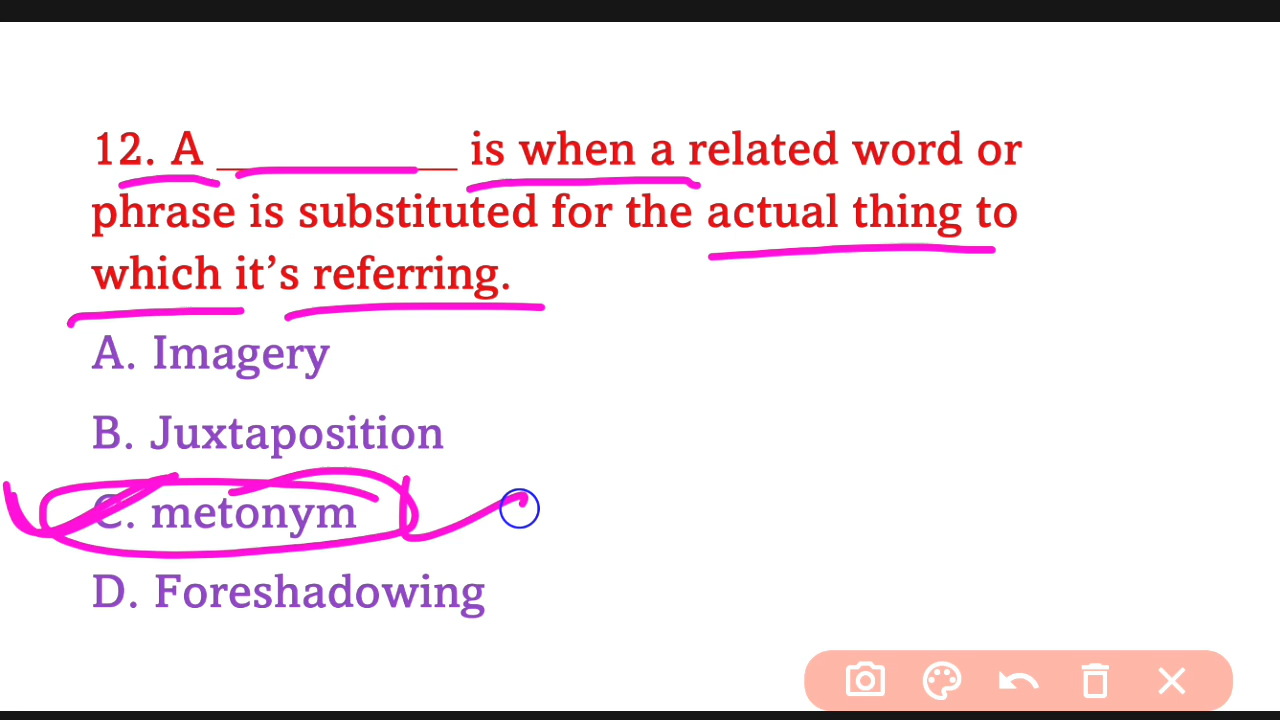 12. A ___________ is when a related word or
phrase is substituted for the actual thing to
which it’s referring.
A. Imagery
B. Juxtaposition
C. metonym
D. Foreshadowing